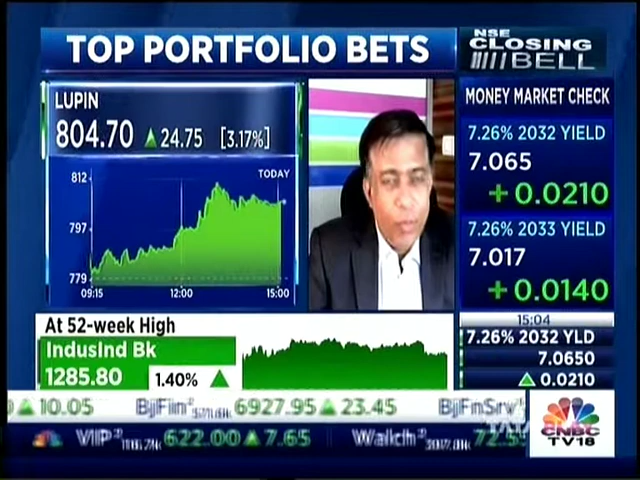 TOP PORTFOLIO BETS
NSE
CLOSING
BELL
LUPIN
804.70 ▲ 24.75 [3.17%]
TODAY
812
797
779
09:15 12:00 15:00
MONEY MARKET CHECK
7.26% 2032 YIELD
7.065
+ 0.0210
7.26% 2033 YIELD
7.017
+ 0.0140
15:04
7.26% 2032 YLD
7.0650
▲ 0.0210
At 52-week High
IndusInd Bk
1285.80 1.40% ▲
▲ 10.05 BjjFin 6927.95 ▲ 23.45 BjjFinSrv
VIP 622.00 ▲ 7.65 Walchh
CNBC
TV18